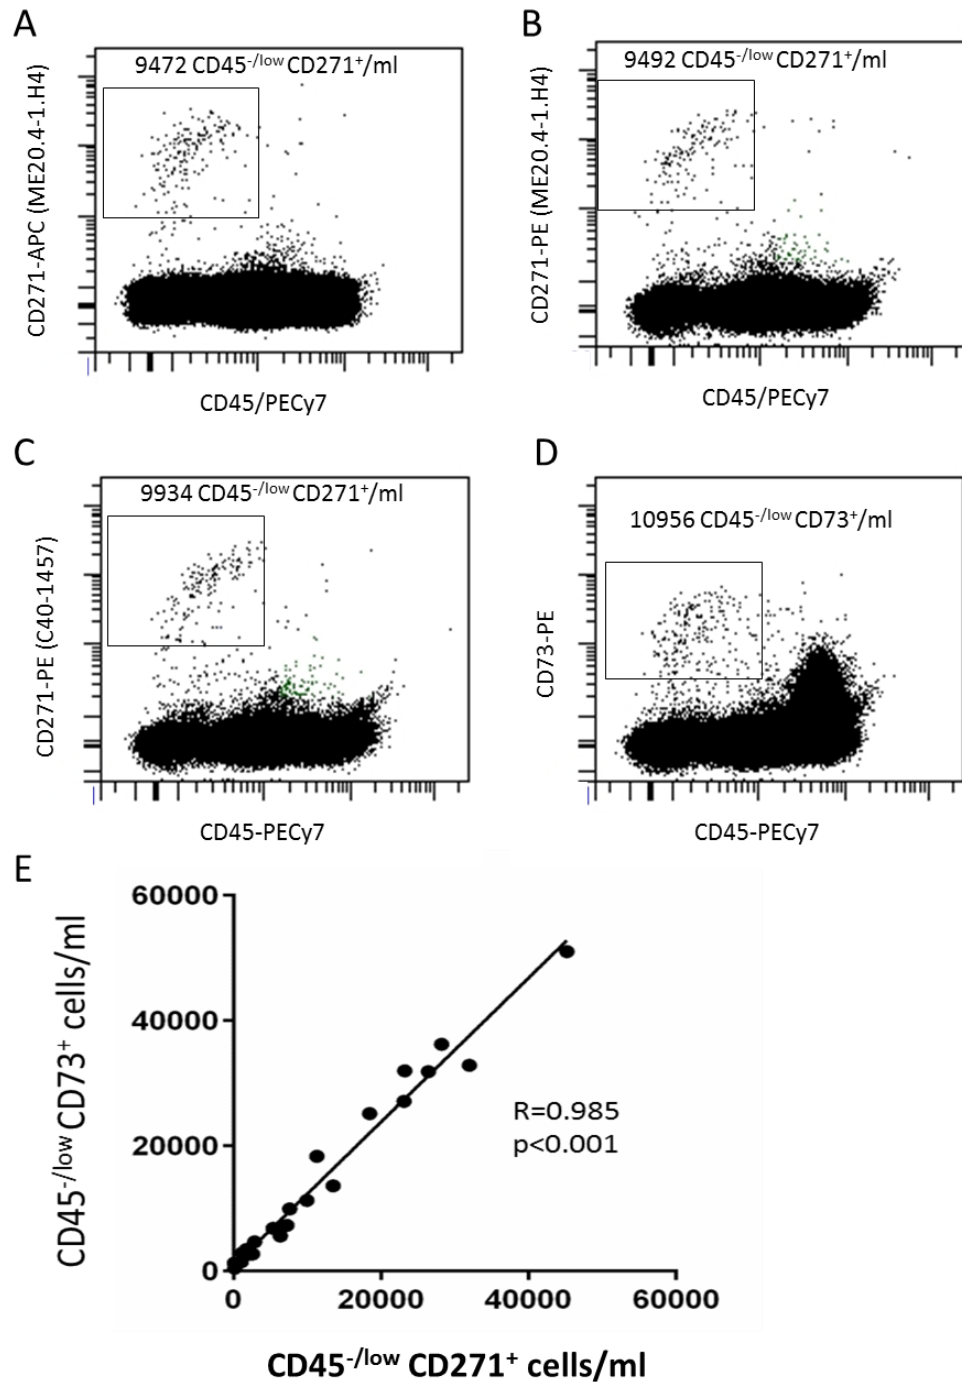 A
B
9472 CD45-/low CD271+/ml
9492 CD45-/low CD271+/ml
CD271-APC (ME20.4-1.H4)
CD271-PE (ME20.4-1.H4)
CD45/PECy7
CD45/PECy7
C
D
9934 CD45-/low CD271+/ml
10956 CD45-/low CD73+/ml
CD271-PE (C40-1457)
CD73-PE
CD45-PECy7
CD45-PECy7
E
60000
40000
20000
0
CD45-/low CD73+ cells/ml
R=0.985
p<0.001
0
20000
40000
60000
CD45-/low CD271+ cells/ml